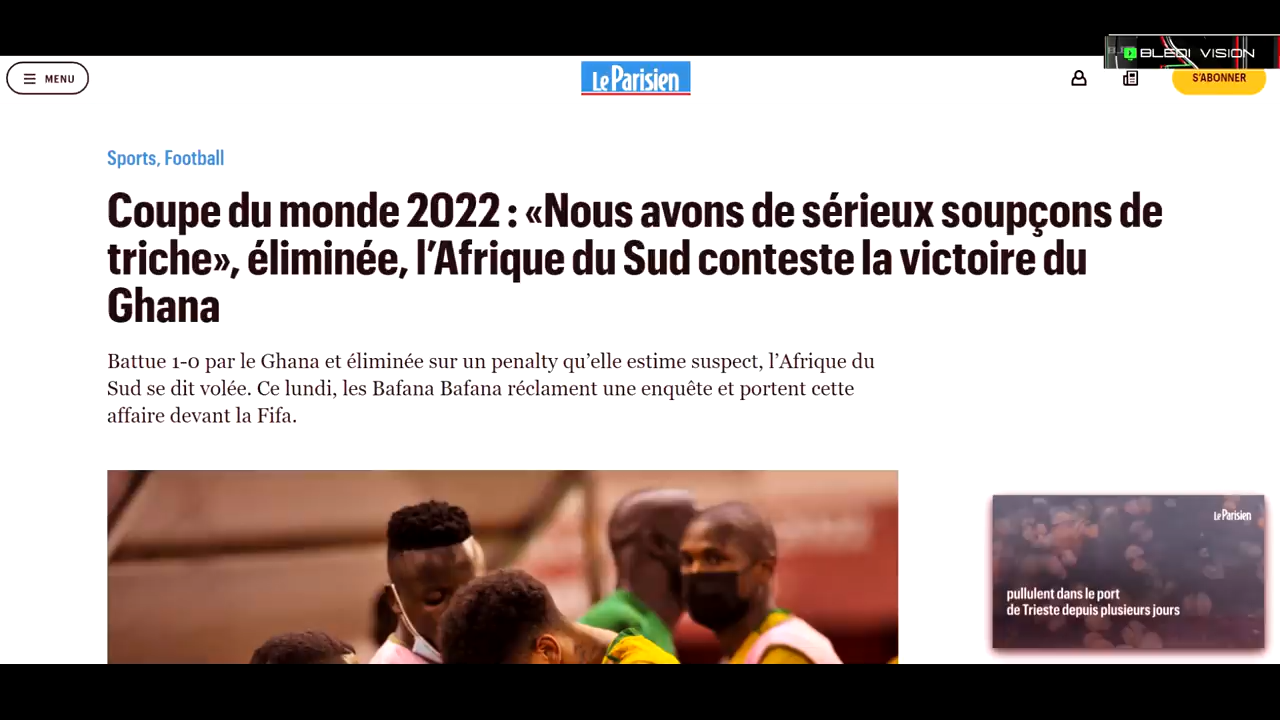 BLEDI VISION
MENU
Le Parisien
S'ABONNER
Sports, Football
Coupe du monde 2022 : «Nous avons de sérieux soupçons de
triche», éliminée, l’Afrique du Sud conteste la victoire du
Ghana
Battue 1-0 par le Ghana et éliminée sur un penalty qu’elle estime suspect, l’Afrique du
Sud se dit volée. Ce lundi, les Bafana Bafana réclament une enquête et portent cette
affaire devant la Fifa.
Le Parisien
pullulent dans le port
de Trieste depuis plusieurs jours